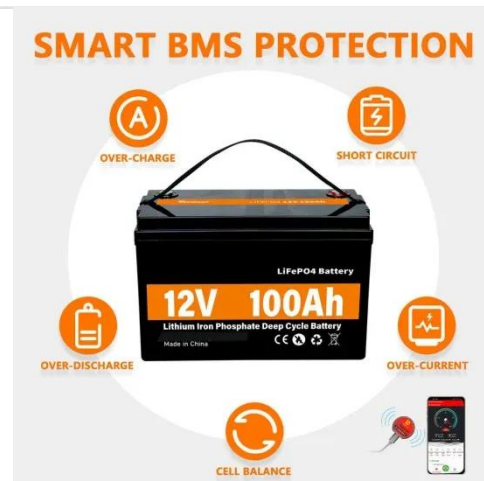 SMART BMS PROTECTION
A
OVER-CHARGE
SHORT CIRCUIT
LiFePO4 Battery
12V 100Ah
Lithium Iron Phosphate Deep Cycle Battery
Made in China
CE
OVER-DISCHARGE
OVER-CURRENT
CELL BALANCE